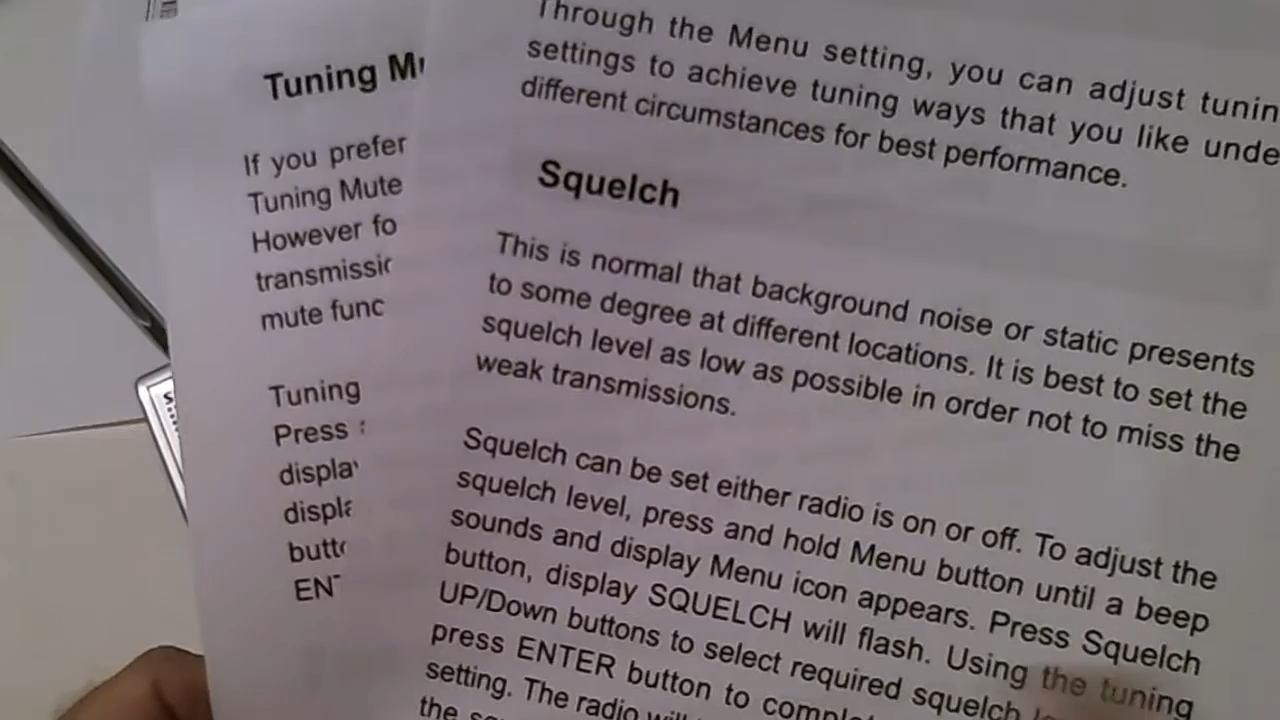 Tuning
If you prefer
Tuning Mute
However fo
mute func
Tuning
Press
Through the Menu setting, you can adjust tunin
settings to achieve tuning ways that you like unde
different circumstances for best performance.
Squelch
This is normal that background noise or static presents
to some degree at different locations. It is best to set the
squelch level as low as possible in order not to miss the
weak transmissions.
Squelch can be set either radio is on or off. To adjust the
squelch level, press and hold Menu button until a beep
sounds and display Menu icon appears. Press Squelch
button, display SQUELCH will flash. Using the tuning
UP/Down buttons to select required squelch
press ENTER button to
setting. The radio will
the